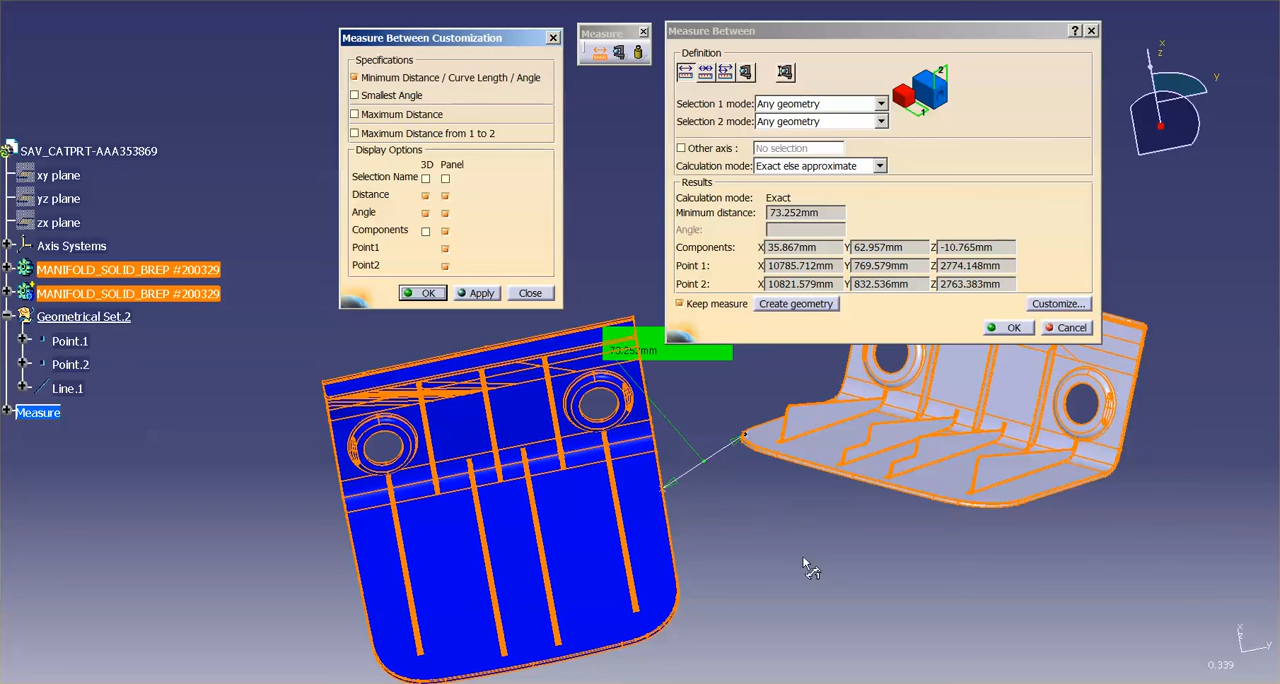 Measure Between Customization
Specifications
Minimum Distance / Curve Length / Angle
Smallest Angle
Maximum Distance
Maximum Distance from 1 to 2
Display Options
3D Panel
Selection Name
Distance
Angle
Components
Point1
Point2
OK Apply Close
Measure
Measure Between
Definition
Selection 1 mode: Any geometry
Selection 2 mode: Any geometry
2
1
Other axis : No selection
Calculation mode: Exact else approximate
Results
Calculation mode: Exact
Minimum distance: 73.252mm
Angle:
Components: X 35.867mm Y 62.957mm Z -10.765mm
Point 1: X 10785.712mm Y 769.579mm Z 2774.148mm
Point 2: X 10821.579mm Y 832.536mm Z 2763.383mm
Keep measure Create geometry Customize...
OK Cancel
SAV_CATPRT-AAA353869
xy plane
yz plane
zx plane
Axis Systems
MANIFOLD_SOLID_BREP #200329
MANIFOLD_SOLID_BREP #200329
Geometrical Set.2
Point.1
Point.2
Line.1
Measure
73.252mm
x
z
Y
X
Z
Y
0.339